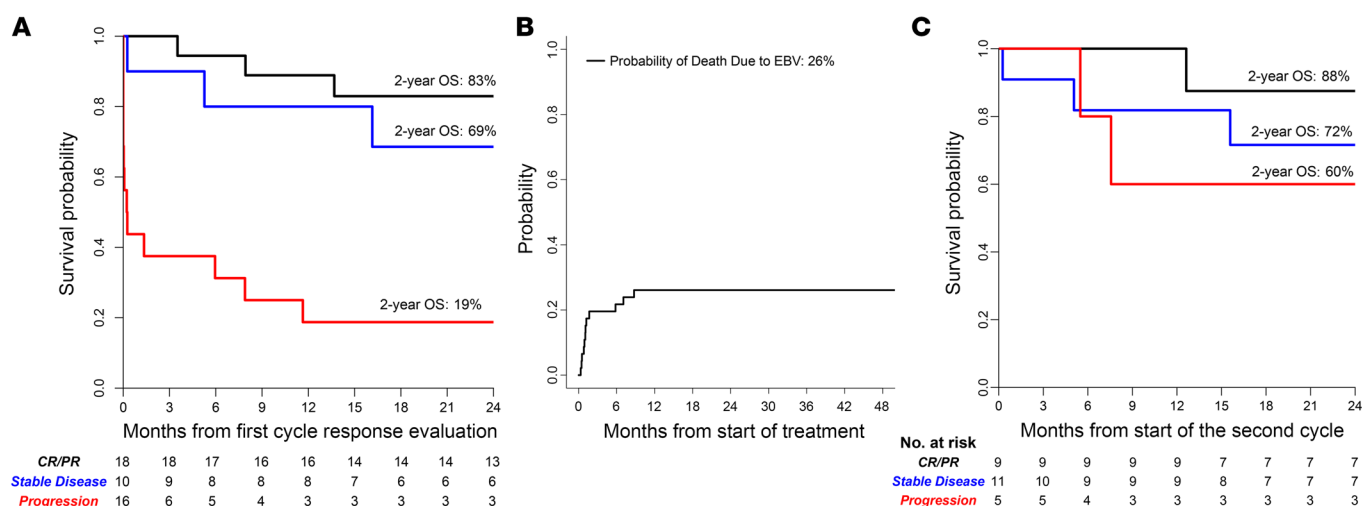 A
Survival probability
1.0
0.8
0.6
0.4
0.2
0.0
2-year OS: 83%
2-year OS: 69%
2-year OS: 19%
0 3 6 9 12 15 18 21 24
Months from first cycle response evaluation
CR/PR 18 18 17 16 16 14 14 14 13
Stable Disease 10 9 8 8 8 7 6 6 6
Progression 16 6 5 4 3 3 3 3 3
B
Probability
1.0
0.8
0.6
0.4
0.2
0.0
Probability of Death Due to EBV: 26%
0 6 12 18 24 30 36 42 48
Months from start of treatment
C
Survival probability
1.0
0.8
0.6
0.4
0.2
0.0
2-year OS: 88%
2-year OS: 72%
2-year OS: 60%
0 3 6 9 12 15 18 21 24
Months from start of the second cycle
No. at risk
CR/PR 9 9 9 9 9 7 7 7 7
Stable Disease 11 10 9 9 9 8 7 7 7
Progression 5 5 4 3 3 3 3 3 3